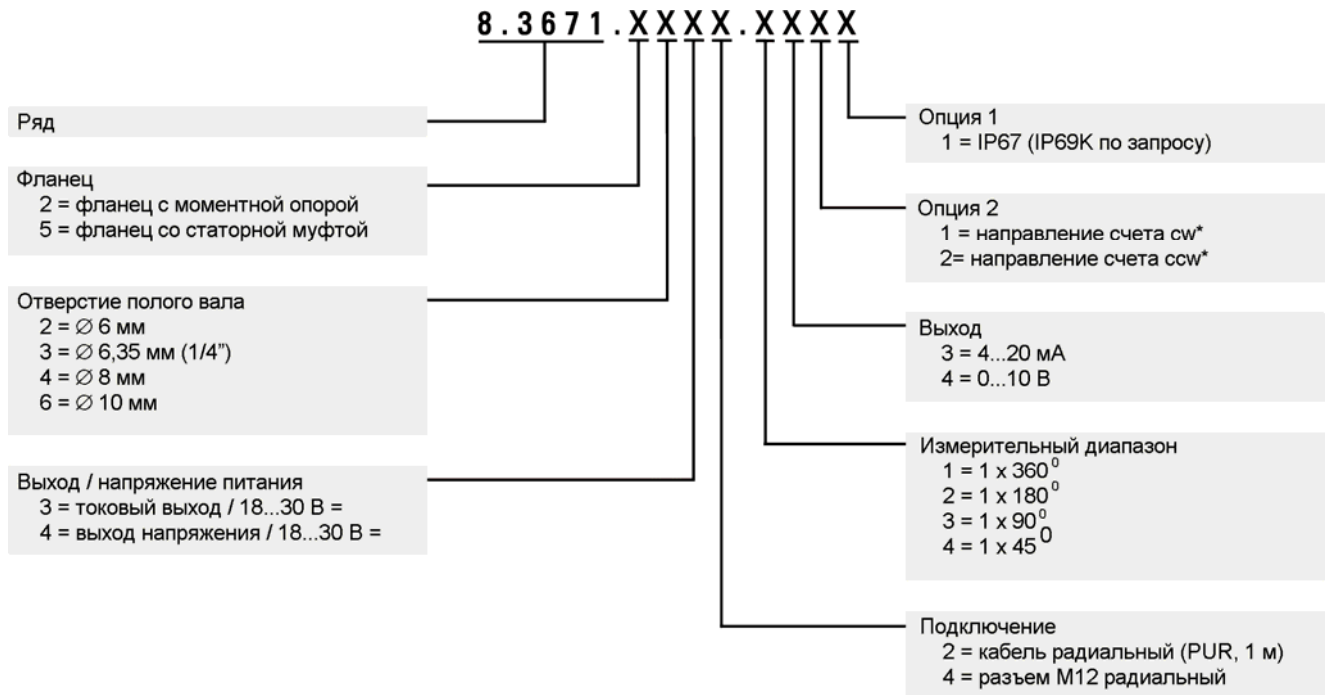 8.3671.XXXX.XXXX
Ряд
Фланец
2 = фланец с моментной опорой
5 = фланец со статорной муфтой
Отверстие полого вала
2 = ∅ 6 мм
3 = ∅ 6,35 мм (1/4”)
4 = ∅ 8 мм
6 = ∅ 10 мм
Выход / напряжение питания
3 = токовый выход / 18...30 В =
4 = выход напряжения / 18...30 В =
Опция 1
1 = IP67 (IP69K по запросу)
Опция 2
1 = направление счета cw*
2= направление счета ccw*
Выход
3 = 4...20 мА
4 = 0...10 В
Измерительный диапазон
1 = 1 x 360⁰
2 = 1 x 180⁰
3 = 1 x 90⁰
4 = 1 x 45⁰
Подключение
2 = кабель радиальный (PUR, 1 м)
4 = разъем M12 радиальный